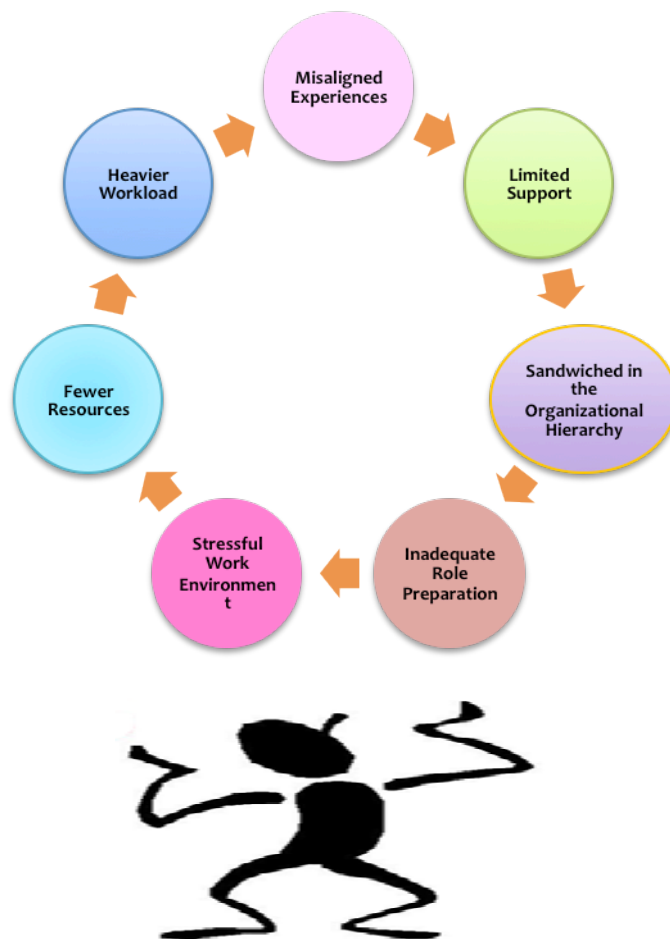 Misaligned
Experiences
Limited
Support
Sandwiched in
the
Organizational
Hierarchy
Inadequate
Role
Preparation
Stressful
Work
Environmen
t
Fewer
Resources
Heavier
Workload